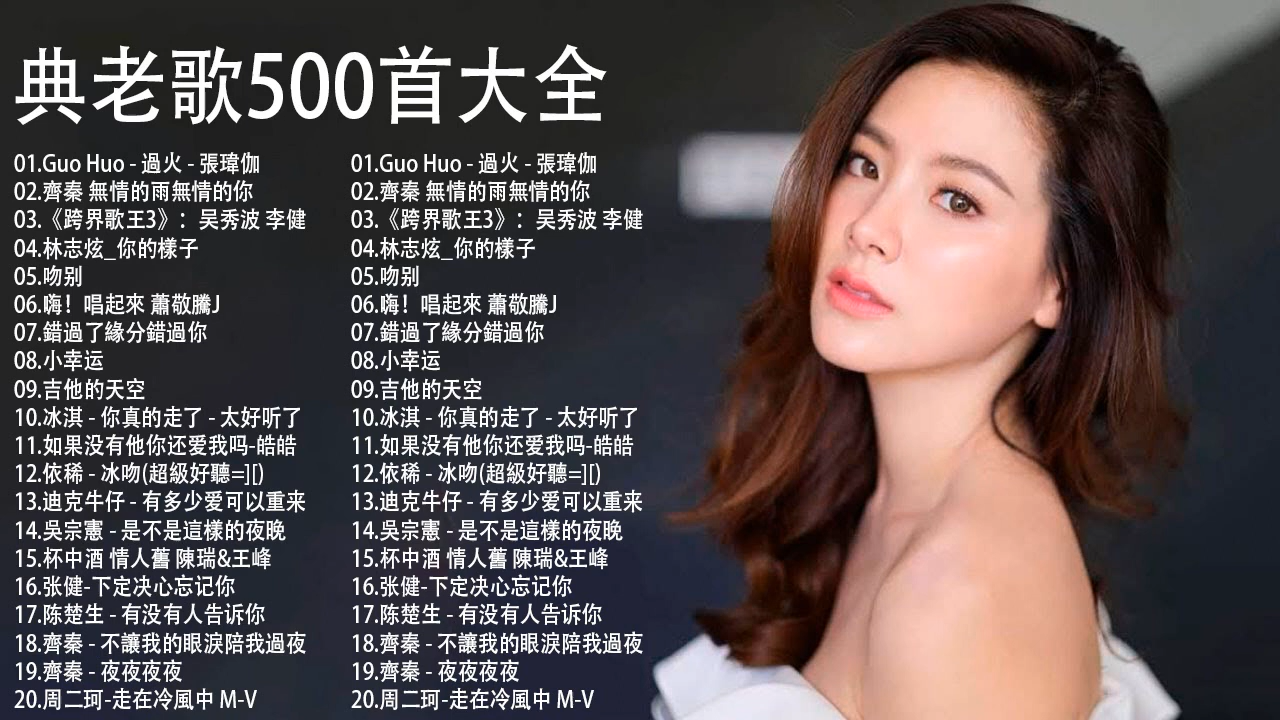 典老歌500首大全
01.Guo Huo - 過火 - 張瑋伽
02.齊秦 無情的雨無情的你
03.《跨界歌王3》：吴秀波 李健
04.林志炫_你的樣子
05.吻别
06.嗨！唱起來 蕭敬騰J
07.錯過了緣分錯過你
08.小幸运
09.吉他的天空
10.冰淇 - 你真的走了 - 太好听了
11.如果没有他你还爱我吗-皓皓
12.依稀 - 冰吻(超級好聽=][)
13.迪克牛仔 - 有多少爱可以重来
14.吳宗憲 - 是不是這樣的夜晚
15.杯中酒 情人舊 陳瑞&王峰
16.张健-下定决心忘记你
17.陈楚生 - 有没有人告诉你
18.齊秦 - 不讓我的眼淚陪我過夜
19.齊秦 - 夜夜夜夜
20.周二珂-走在冷風中 M-V
01.Guo Huo - 過火 - 張瑋伽
02.齊秦 無情的雨無情的你
03.《跨界歌王3》：吴秀波 李健
04.林志炫_你的樣子
05.吻别
06.嗨！唱起來 蕭敬騰J
07.錯過了緣分錯過你
08.小幸运
09.吉他的天空
10.冰淇 - 你真的走了 - 太好听了
11.如果没有他你还爱我吗-皓皓
12.依稀 - 冰吻(超級好聽=][)
13.迪克牛仔 - 有多少爱可以重来
14.吳宗憲 - 是不是這樣的夜晚
15.杯中酒 情人舊 陳瑞&王峰
16.张健-下定决心忘记你
17.陈楚生 - 有没有人告诉你
18.齊秦 - 不讓我的眼淚陪我過夜
19.齊秦 - 夜夜夜夜
20.周二珂-走在冷風中 M-V